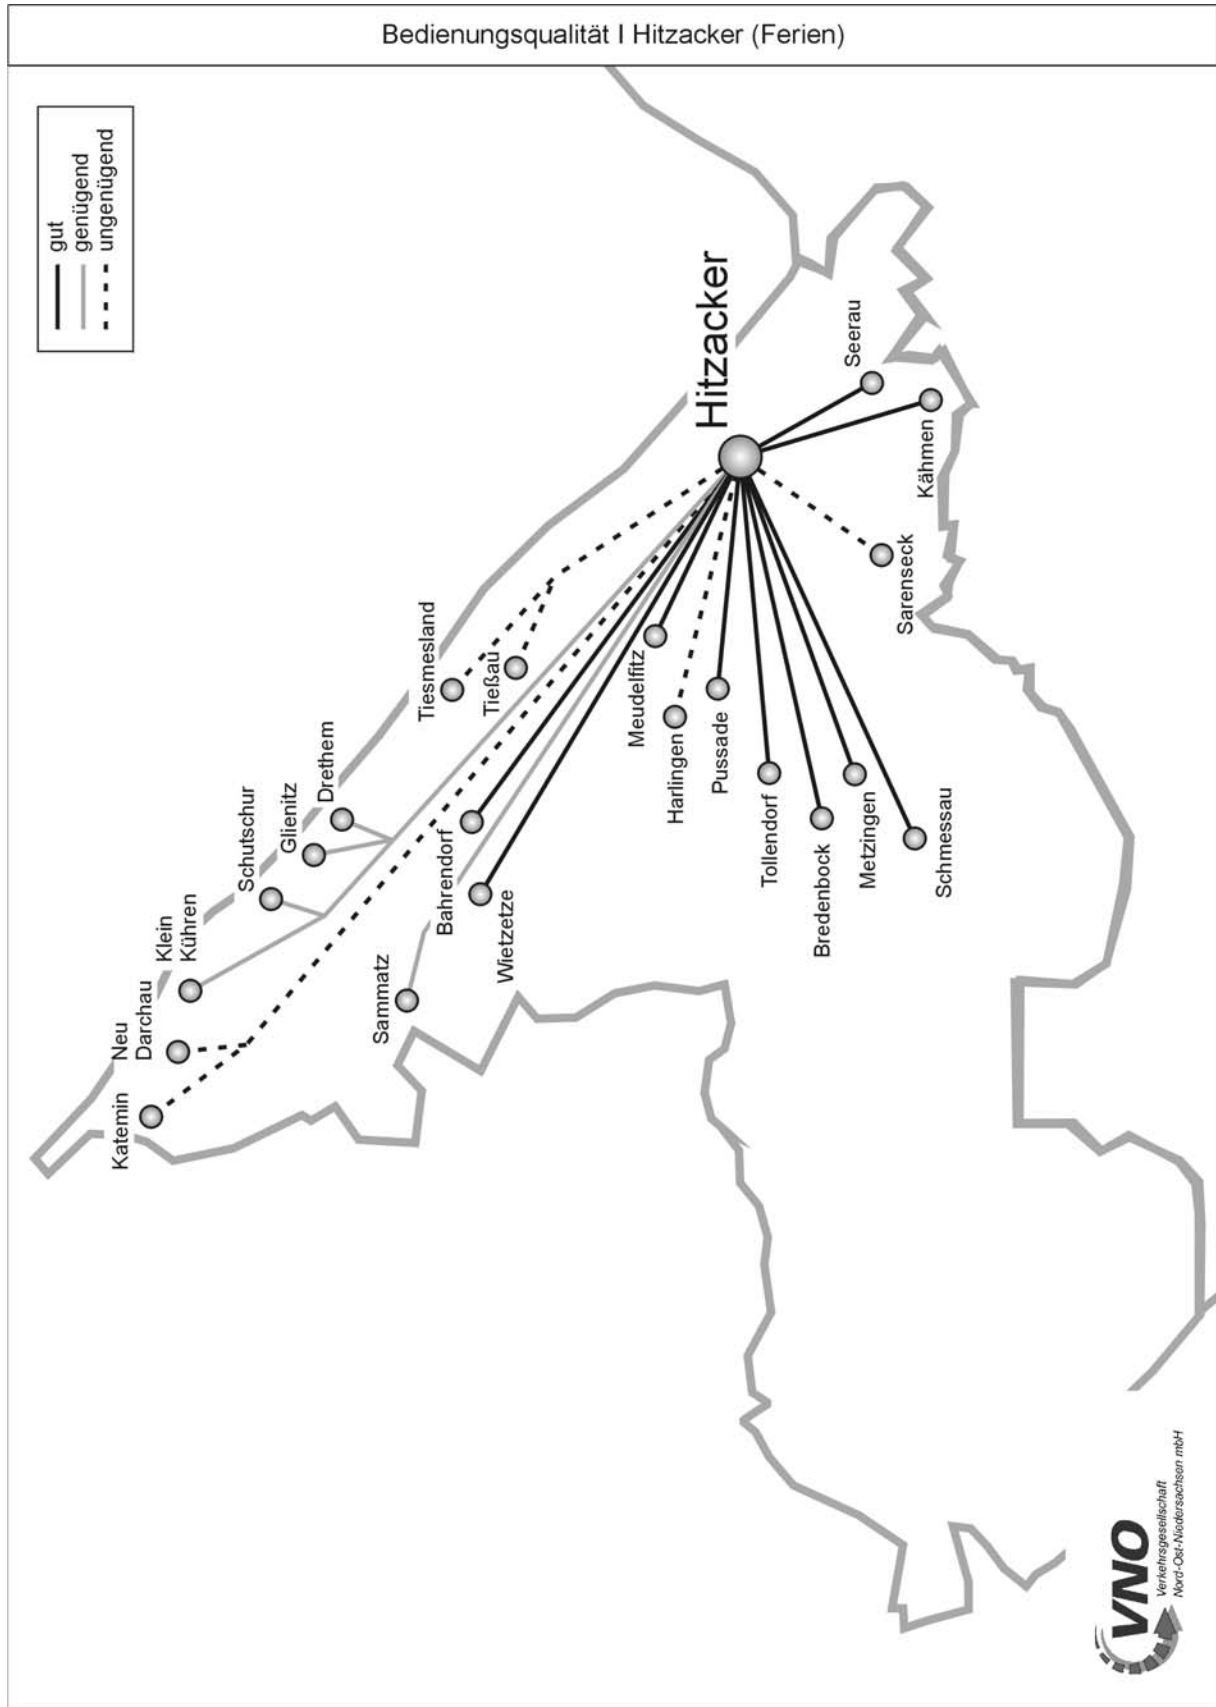 Bedienungsqualität I Hitzacker (Ferien)
gut
genügend
ungenügend
Hitzacker
Seerau
Kähmen
Sarenseck
Tiesmesland
Tießau
Meudelfitz
Harlingen
Pussade
Tollendorf
Bredenbock
Metzingen
Schmessau
Drethem
Glienitz
Schutschur
Klein
Kühren
Neu
Darchau
Katemin
Bahrendorf
Wietzetze
Sammatz
VNO
Verkehrsgesellschaft
Nord-Ost-Niedersachsen mbH